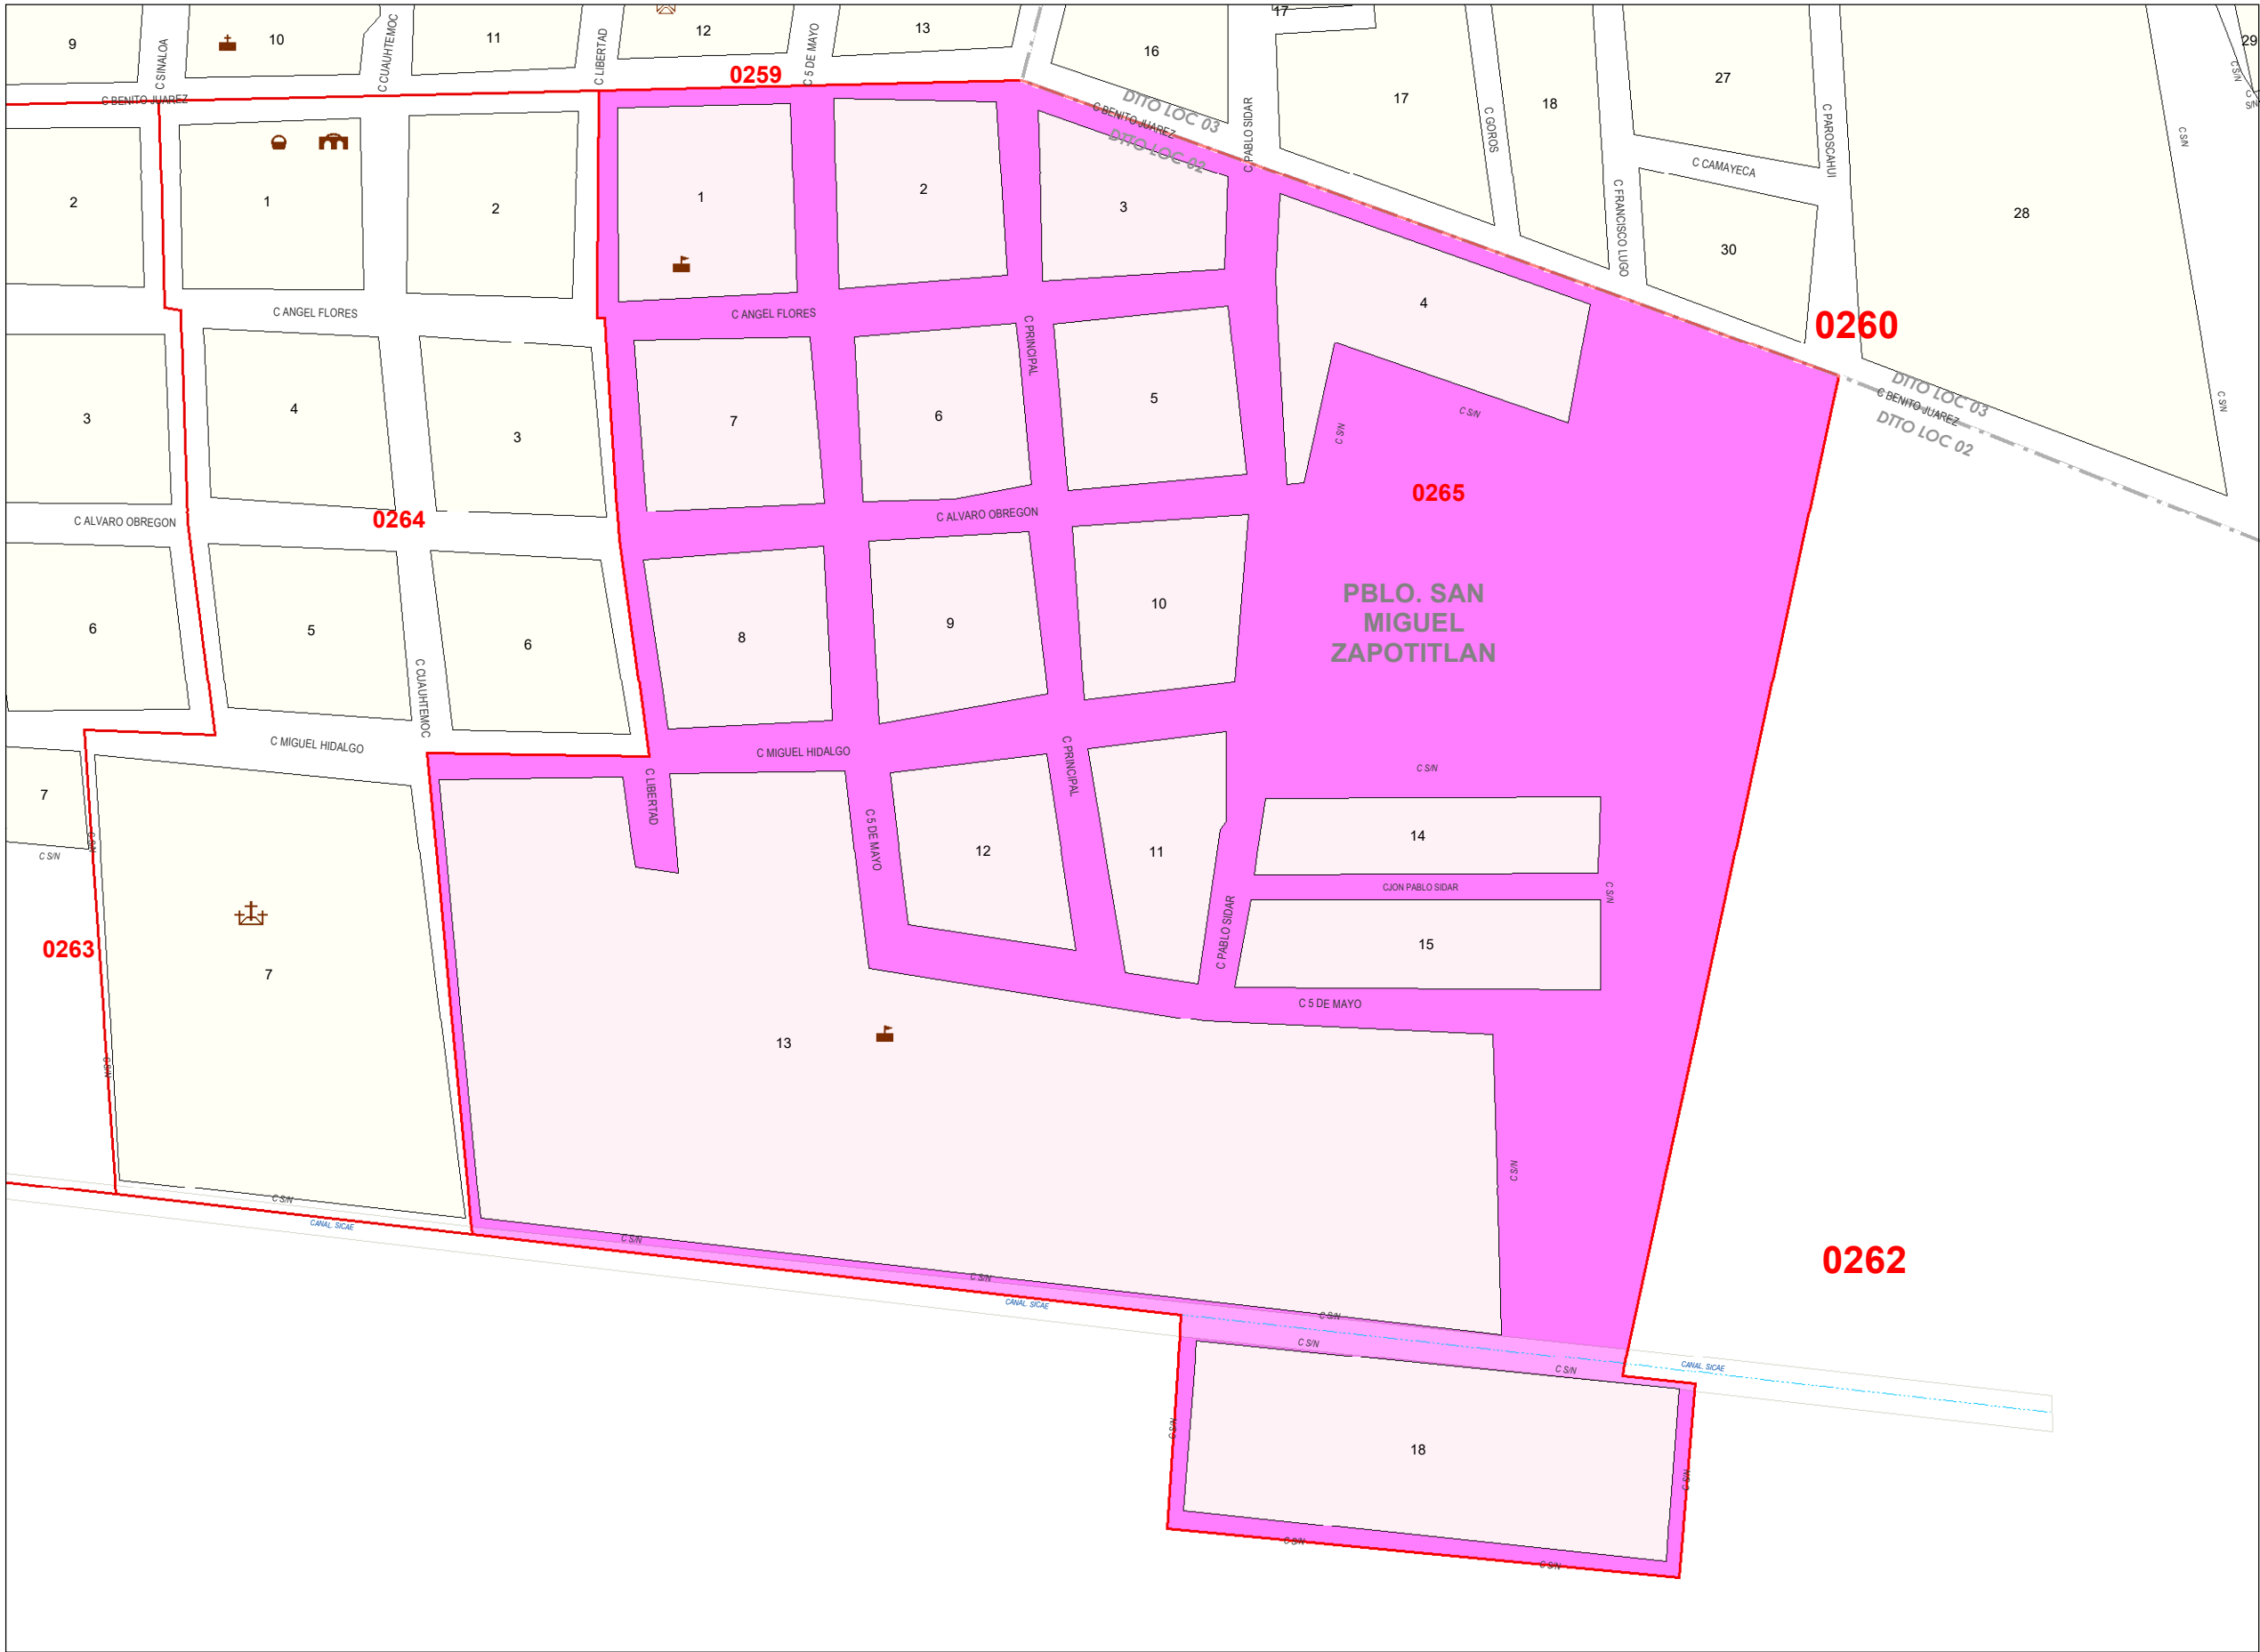 9
10
11
12
13
16
17
17
18
27
28
29
C SINALOA
C CUAUHTEMOC
C LIBERTAD
C 5 DE MAYO
0259
C BENITO JUAREZ
DTTO LOC 03
C BENITO JUAREZ
DTTO LOC 02
C PABLO SIDAR
C GOROS
C FRANCISCO LUGO
C CAMAYECA
C PAROSCAHUI
C S/N
C S/N
C S/N
C S/N
2
1
2
1
2
3
4
30
0260
C ANGEL FLORES
C ANGEL FLORES
C PRINCIPAL
DTTO LOC 03
C BENITO JUAREZ
DTTO LOC 02
3
4
3
7
6
5
C S/N
C S/N
0265
C ALVARO OBREGON
0264
C ALVARO OBREGON
PBLO. SAN
MIGUEL
ZAPOTITLAN
6
5
6
8
9
10
C CUAUHTEMOC
C MIGUEL HIDALGO
C MIGUEL HIDALGO
C PRINCIPAL
C LIBERTAD
C 5 DE MAYO
C S/N
7
C S/N
C S/N
12
11
14
CJON PABLO SIDAR
C S/N
C PABLO SIDAR
15
0263
7
C 5 DE MAYO
13
C S/N
C S/N
C S/N
CANAL SICAE
C S/N
C S/N
CANAL SICAE
C S/N
C S/N
C S/N
CANAL SICAE
0262
C S/N
18
C S/N
C S/N
C S/N